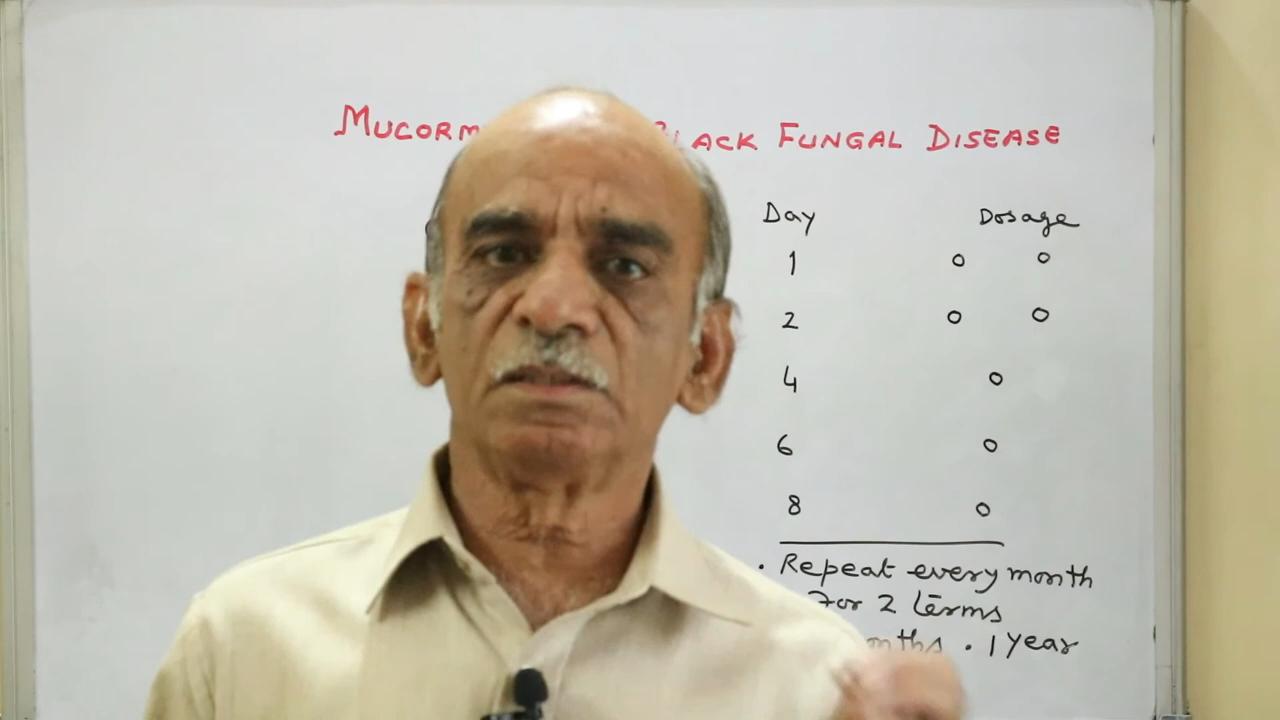 MUCORM LACK FUNGAL DISEASE
Day Dosage
1 o o
2 o o
4 o
6 o
8 o
. Repeat every month
For 2 terms
nths . 1 Year